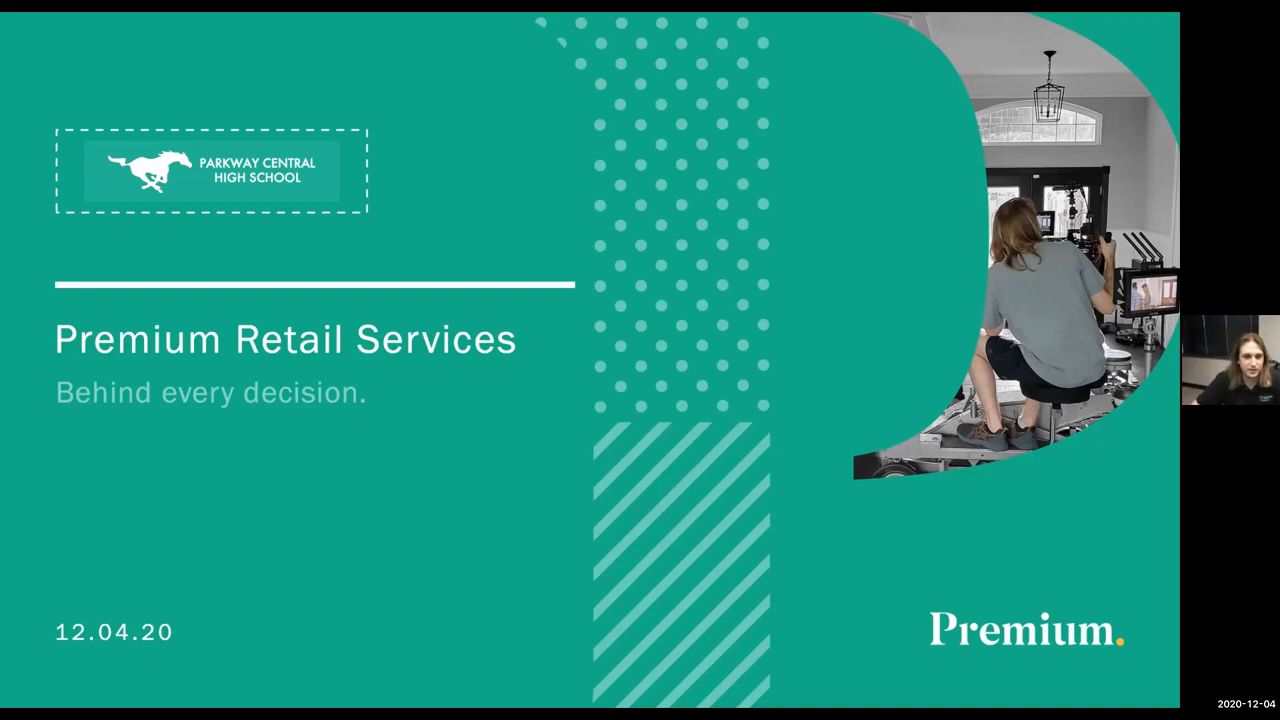 PARKWAY CENTRAL
HIGH SCHOOL
Premium Retail Services
Behind every decision.
12.04.20
Premium.
2020-12-04